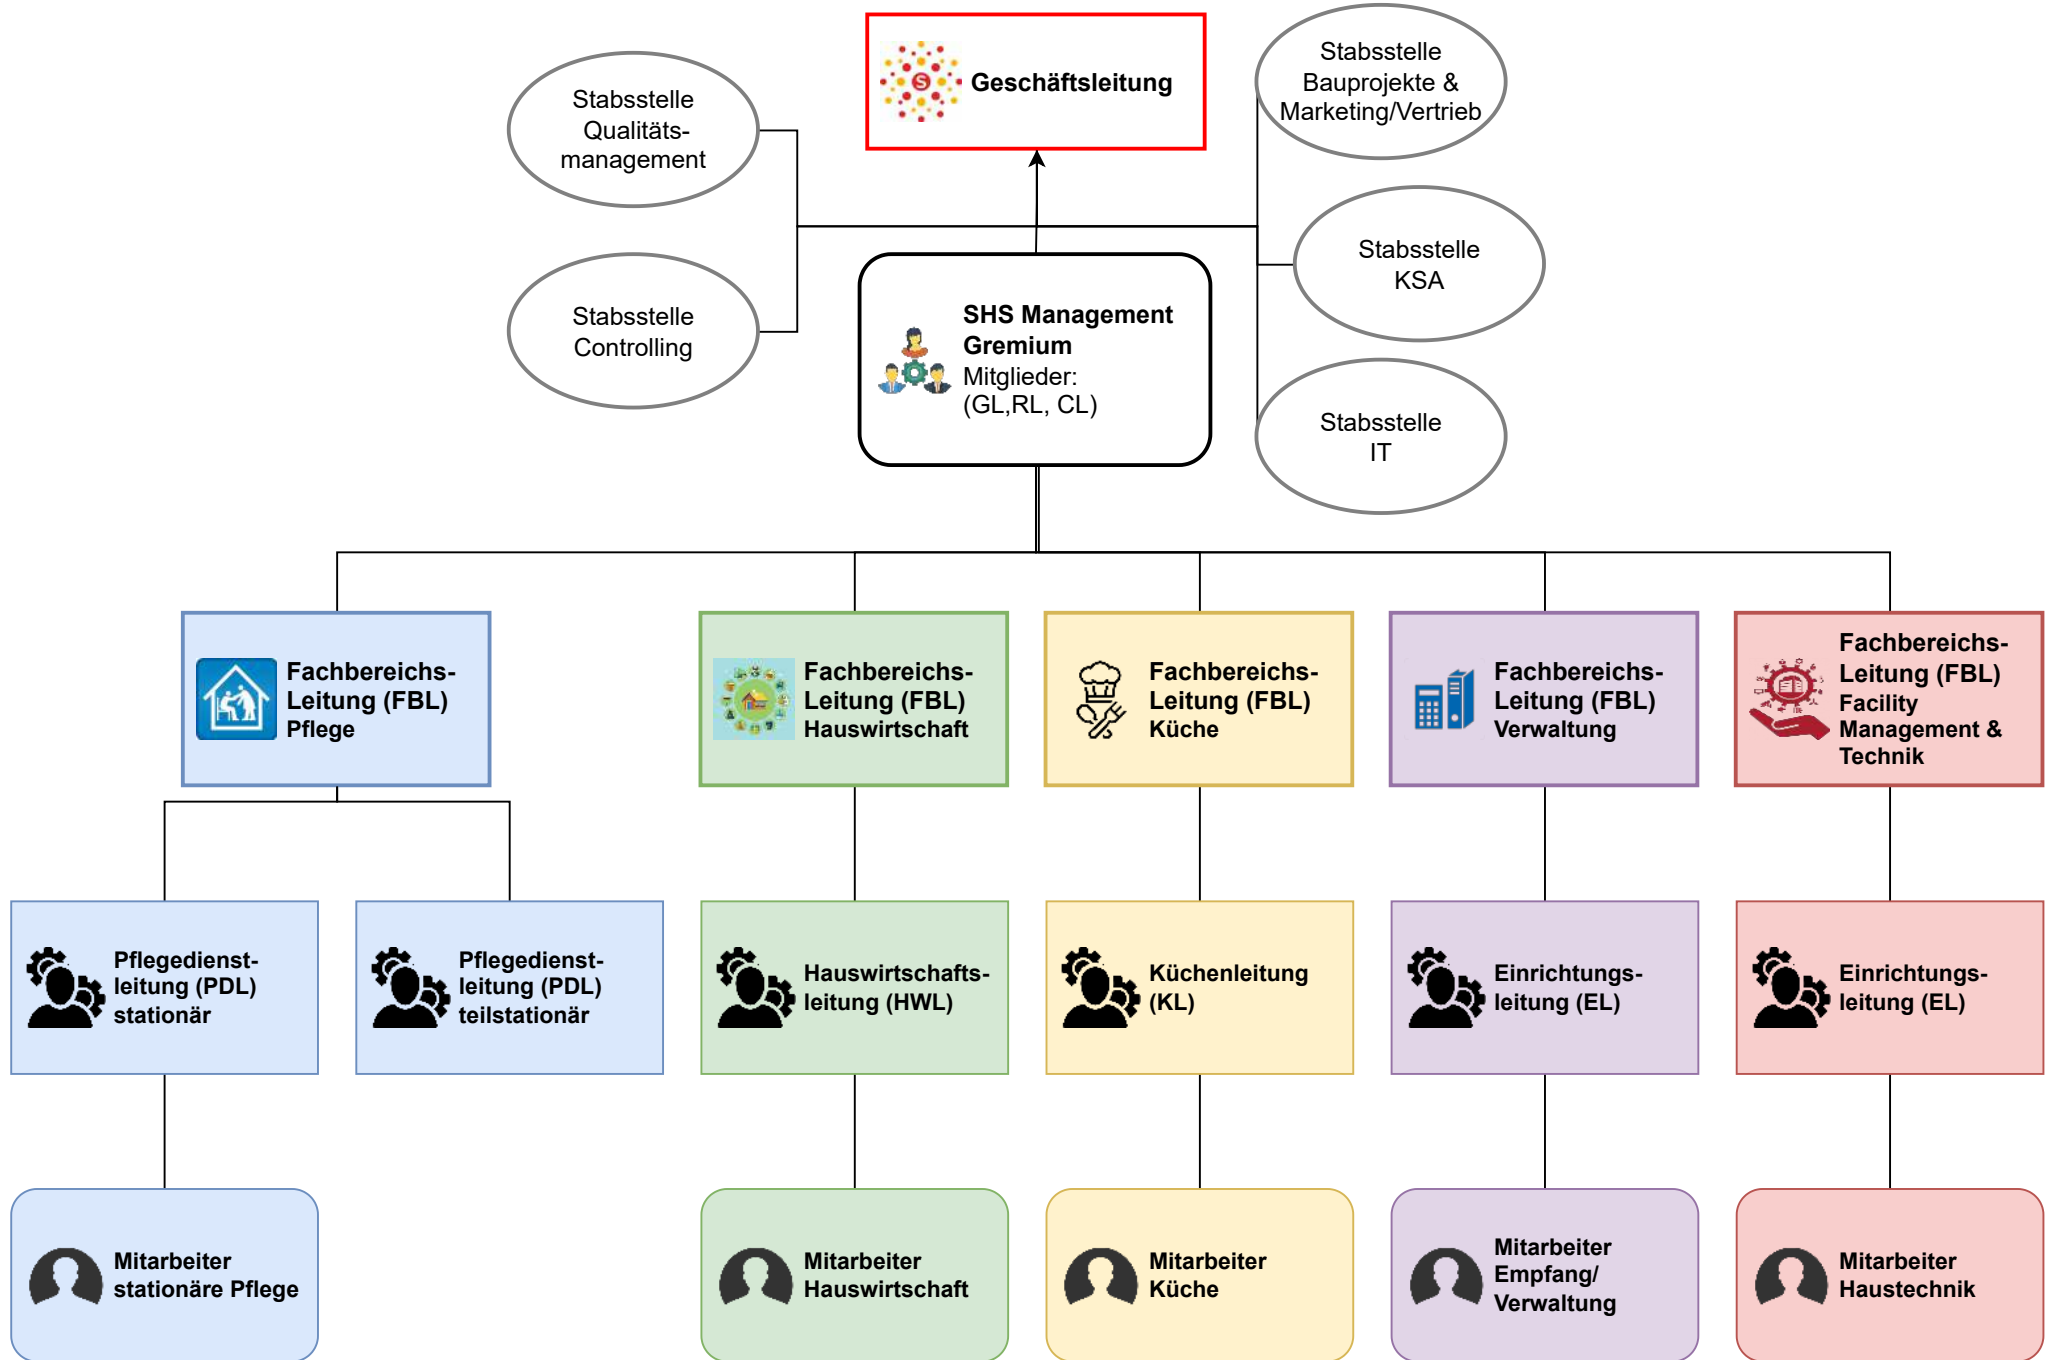 Geschäftsleitung
Stabsstelle
Qualitäts-
management
Stabsstelle
Bauprojekte &
Marketing/Vertrieb
Stabsstelle
Controlling
SHS Management
Gremium
Mitglieder:
(GL,RL, CL)
Stabsstelle
KSA
Stabsstelle
IT
Fachbereichs-
Leitung (FBL)
Pflege
Fachbereichs-
Leitung (FBL)
Hauswirtschaft
Fachbereichs-
Leitung (FBL)
Küche
Fachbereichs-
Leitung (FBL)
Verwaltung
Fachbereichs-
Leitung (FBL)
Facility
Management &
Technik
Pflegedienst-
leitung (PDL)
stationär
Pflegedienst-
leitung (PDL)
teilstationär
Hauswirtschafts-
leitung (HWL)
Küchenleitung
(KL)
Einrichtungs-
leitung (EL)
Einrichtungs-
leitung (EL)
Mitarbeiter
stationäre Pflege
Mitarbeiter
Hauswirtschaft
Mitarbeiter
Küche
Mitarbeiter
Empfang/
Verwaltung
Mitarbeiter
Haustechnik